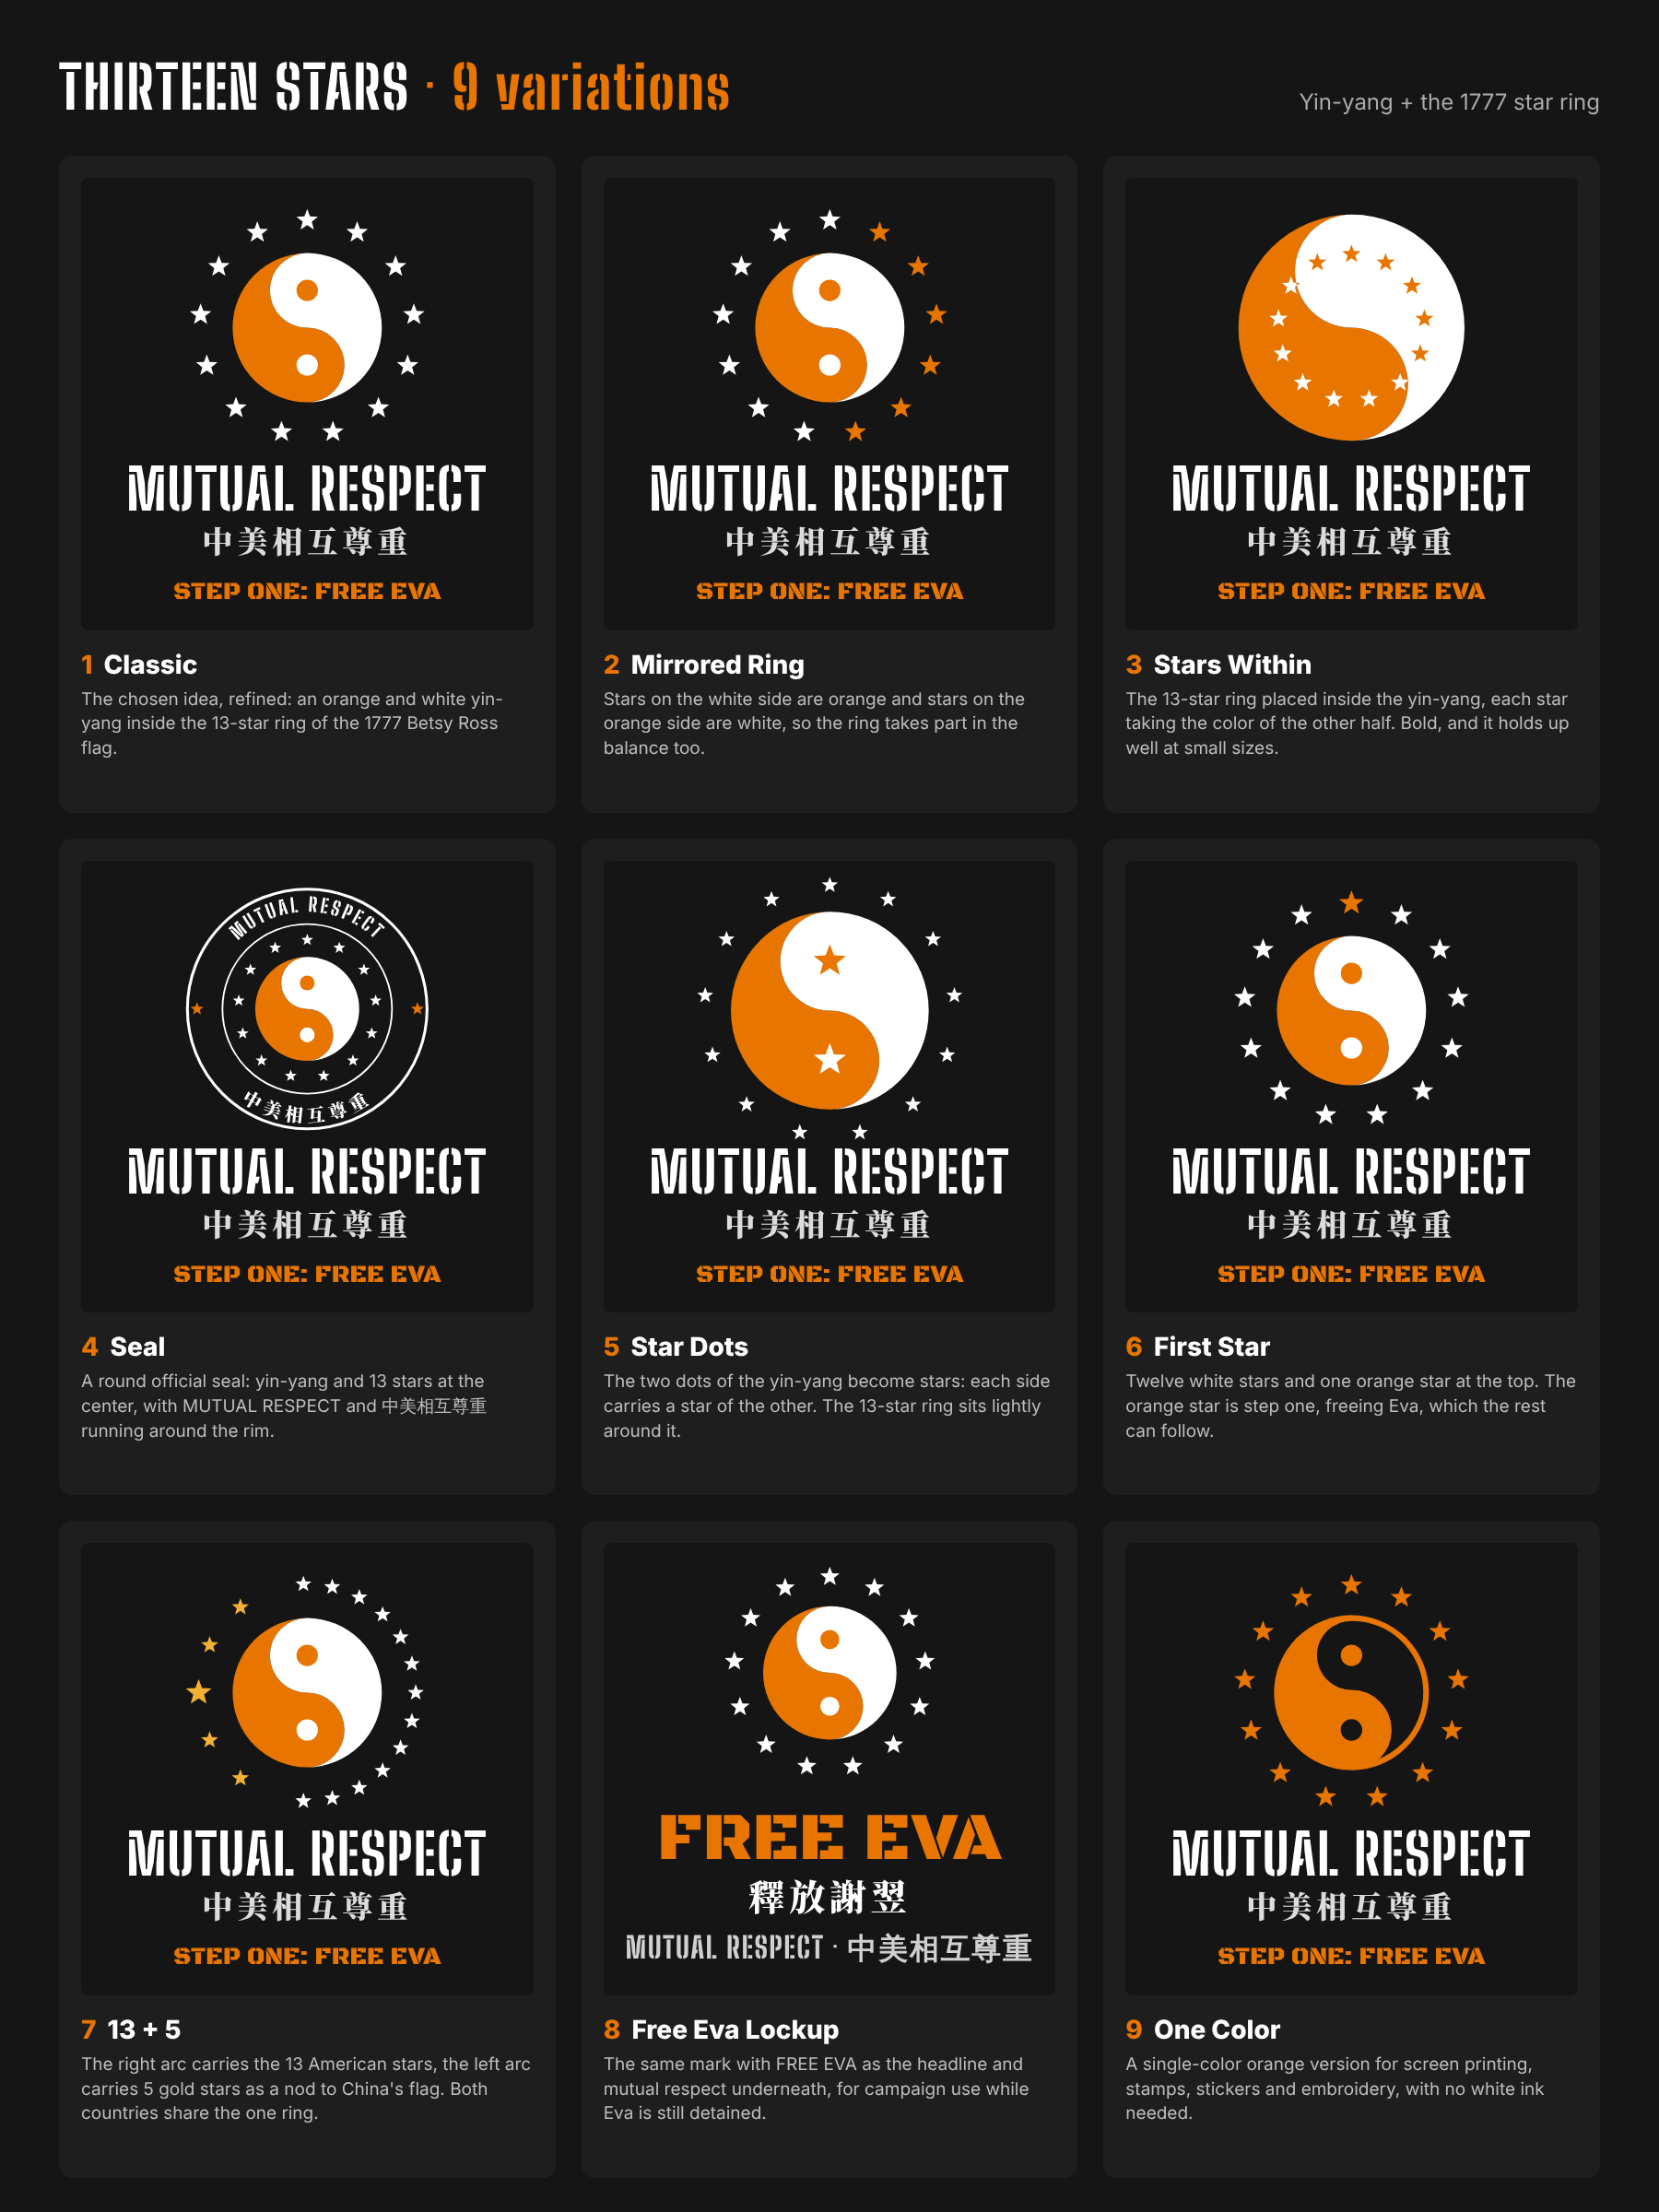 THIRTEEN STARS · 9 variations
Yin-yang + the 1777 star ring
MUTUAL RESPECT
中美相互尊重
STEP ONE: FREE EVA
1 Classic
The chosen idea, refined: an orange and white yin-
yang inside the 13-star ring of the 1777 Betsy Ross
flag.
MUTUAL RESPECT
中美相互尊重
STEP ONE: FREE EVA
2 Mirrored Ring
Stars on the white side are orange and stars on the
orange side are white, so the ring takes part in the
balance too.
MUTUAL RESPECT
中美相互尊重
STEP ONE: FREE EVA
3 Stars Within
The 13-star ring placed inside the yin-yang, each star
taking the color of the other half. Bold, and it holds up
well at small sizes.
MUTUAL RESPECT
中美相互尊重
MUTUAL RESPECT
中美相互尊重
STEP ONE: FREE EVA
4 Seal
A round official seal: yin-yang and 13 stars at the
center, with MUTUAL RESPECT and 中美相互尊重
running around the rim.
MUTUAL RESPECT
中美相互尊重
STEP ONE: FREE EVA
5 Star Dots
The two dots of the yin-yang become stars: each side
carries a star of the other. The 13-star ring sits lightly
around it.
MUTUAL RESPECT
中美相互尊重
STEP ONE: FREE EVA
6 First Star
Twelve white stars and one orange star at the top. The
orange star is step one, freeing Eva, which the rest
can follow.
MUTUAL RESPECT
中美相互尊重
STEP ONE: FREE EVA
7 13 + 5
The right arc carries the 13 American stars, the left arc
carries 5 gold stars as a nod to China's flag. Both
countries share the one ring.
FREE EVA
釋放謝翌
MUTUAL RESPECT · 中美相互尊重
8 Free Eva Lockup
The same mark with FREE EVA as the headline and
mutual respect underneath, for campaign use while
Eva is still detained.
MUTUAL RESPECT
中美相互尊重
STEP ONE: FREE EVA
9 One Color
A single-color orange version for screen printing,
stamps, stickers and embroidery, with no white ink
needed.